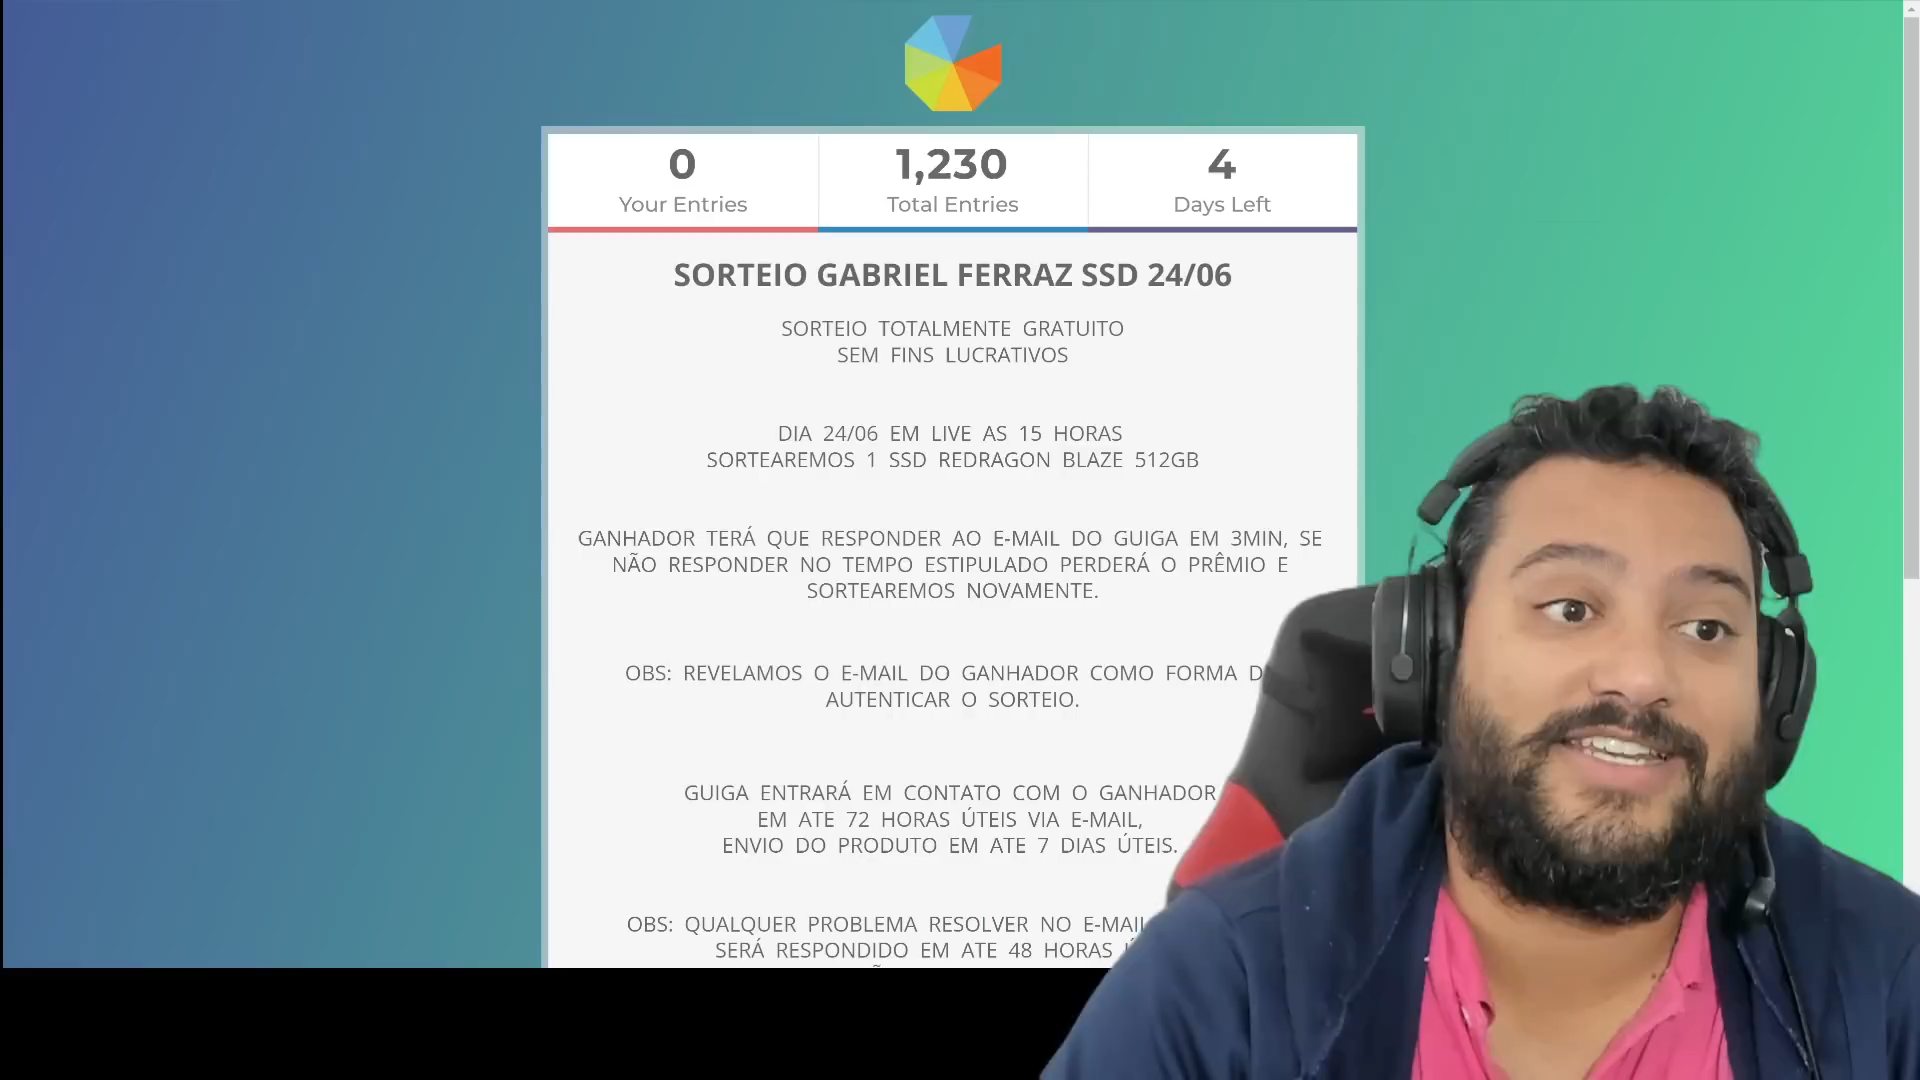 0
Your Entries
1,230
Total Entries
4
Days Left
SORTEIO GABRIEL FERRAZ SSD 24/06
SORTEIO TOTALMENTE GRATUITO
SEM FINS LUCRATIVOS
DIA 24/06 EM LIVE AS 15 HORAS
SORTEAREMOS 1 SSD REDRAGON BLAZE 512GB
GANHADOR TERÁ QUE RESPONDER AO E-MAIL DO GUIGA EM 3MIN, SE
NÃO RESPONDER NO TEMPO ESTIPULADO PERDERÁ O PRÊMIO E
SORTEAREMOS NOVAMENTE.
OBS: REVELAMOS O E-MAIL DO GANHADOR COMO FORMA D
AUTENTICAR O SORTEIO.
GUIGA ENTRARÁ EM CONTATO COM O GANHADOR
EM ATE 72 HORAS ÚTEIS VIA E-MAIL,
ENVIO DO PRODUTO EM ATE 7 DIAS ÚTEIS.
OBS: QUALQUER PROBLEMA RESOLVER NO E-MAIL
SERÁ RESPONDIDO EM ATE 48 HORAS